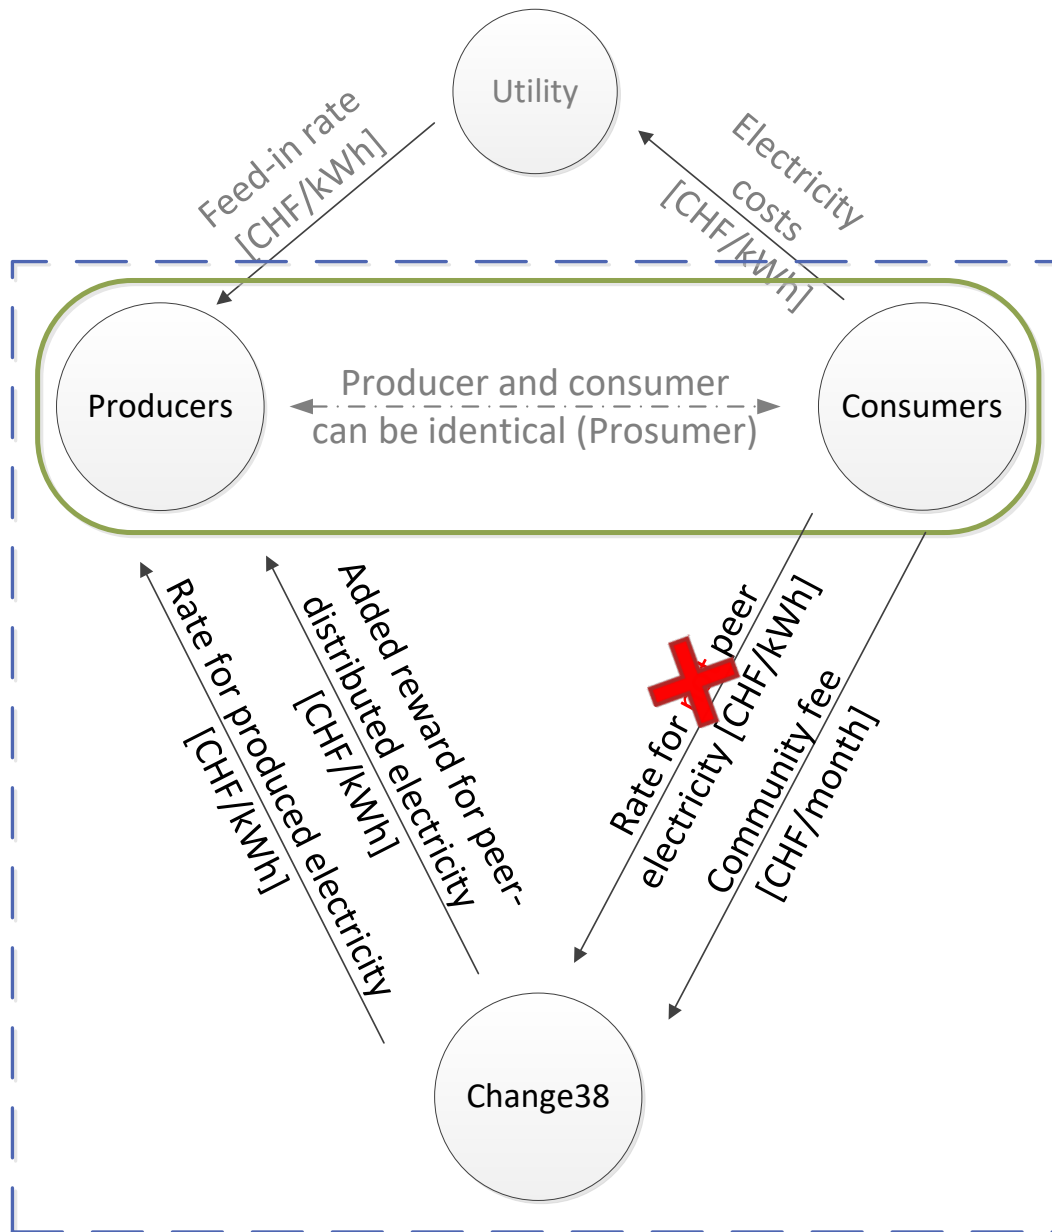 Utility
Feed-in rate
[CHF/kWh]
Electricity
costs
[CHF/kWh]
Producers
Producer and consumer
can be identical (Prosumer)
Consumers
Rate for produced electricity
[CHF/kWh]
Added reward for peer-
distributed electricity
[CHF/kWh]
Rate for peer
electricity [CHF/kWh]
Community fee
[CHF/month]
Change38